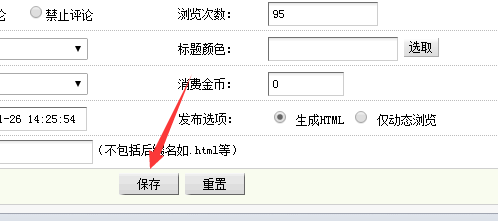 禁止评论 浏览次数: 95
标题颜色: 选取
消费金币: 0
-26 14:25:54 发布选项: 生成HTML 仅动态浏览
(不包括后缀名如.html等)
保存 重置